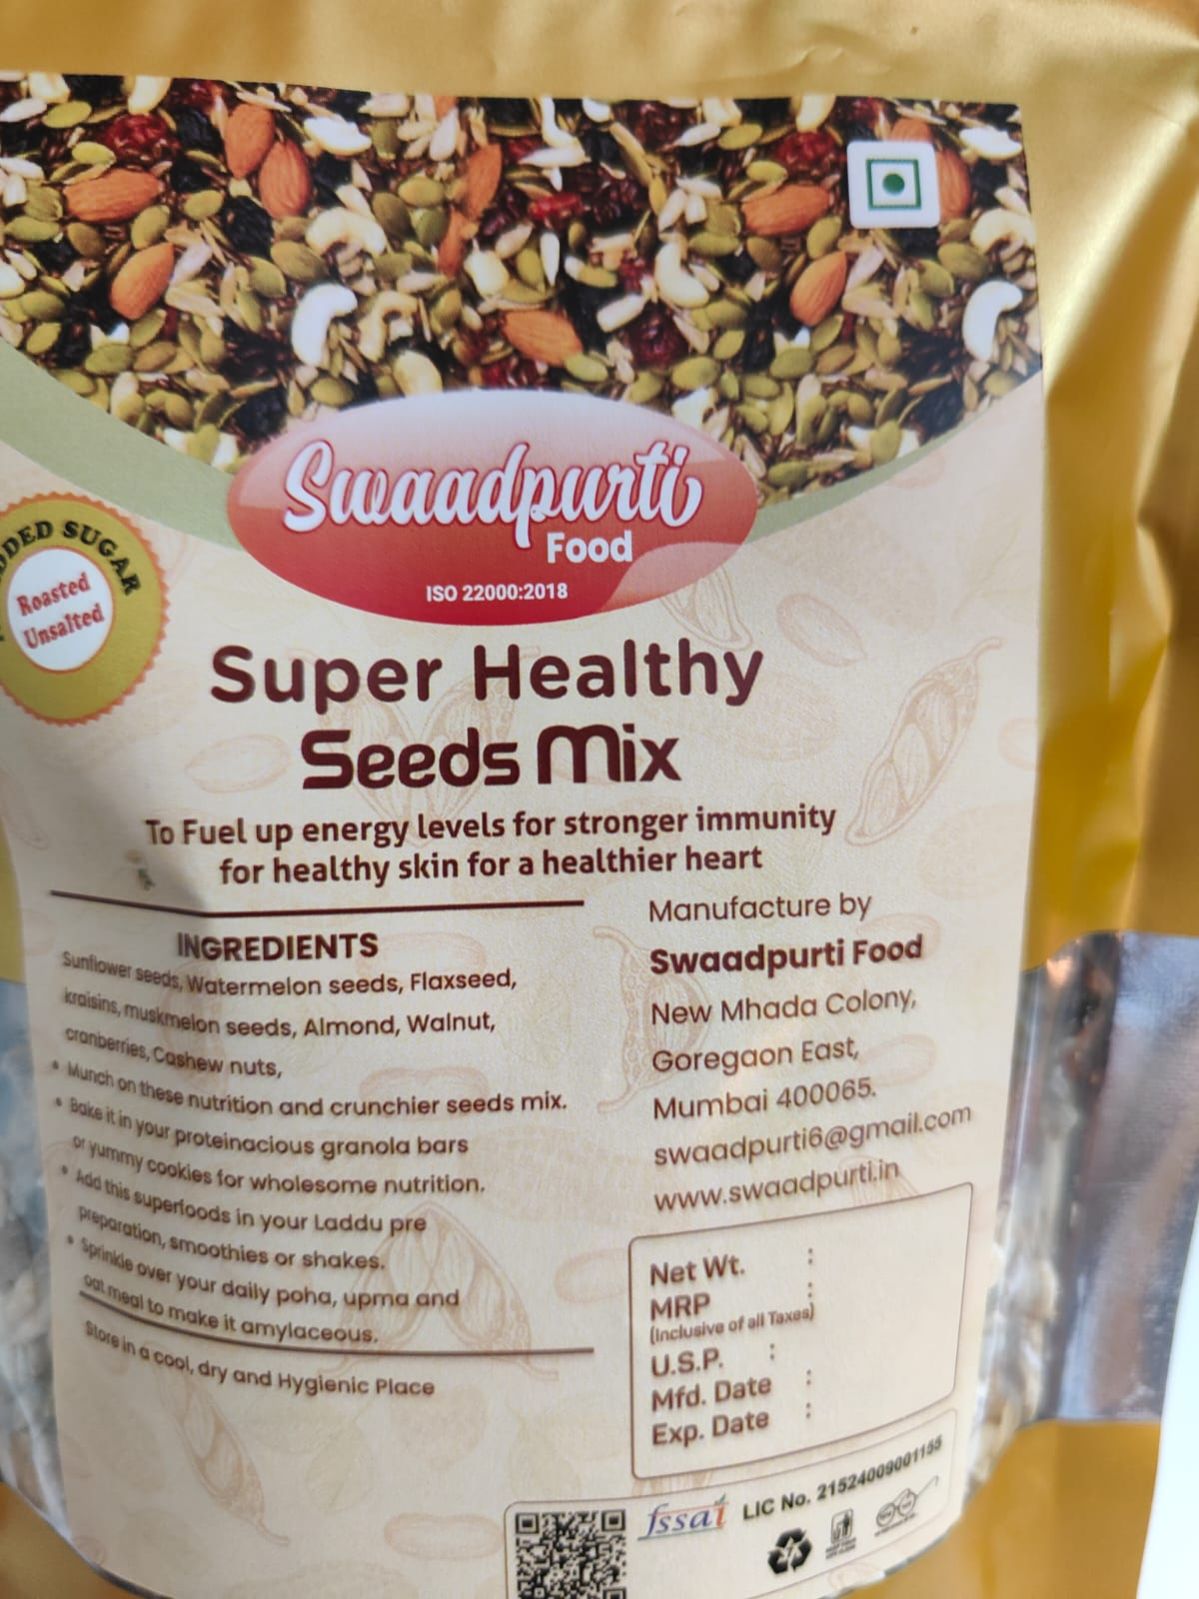 DDED SUGAR
Roasted
Unsalted
Swaadpurti
Food
ISO 22000:2018
Super Healthy
Seeds Mix
To Fuel up energy levels for stronger immunity
for healthy skin for a healthier heart
INGREDIENTS
Sunflower seeds, Watermelon seeds, Flaxseed,
kraisins, muskmelon seeds, Almond, Walnut,
cranberries, Cashew nuts,
• Munch on these nutrition and crunchier seeds mix.
• Bake it in your proteinacious granola bars
or yummy cookies for wholesome nutrition.
• Add this superfoods in your Laddu pre
preparation, smoothies or shakes.
• Sprinkle over your daily poha, upma and
oat meal to make it amylaceous.
Store in a cool, dry and Hygienic Place
Manufacture by
Swaadpurti Food
New Mhada Colony,
Goregaon East,
Mumbai 400065.
swaadpurti6@gmail.com
www.swaadpurti.in
Net Wt. :
MRP :
(Inclusive of all Taxes)
U.S.P. :
Mfd. Date :
Exp. Date :
fssai LIC No. 21524009001155